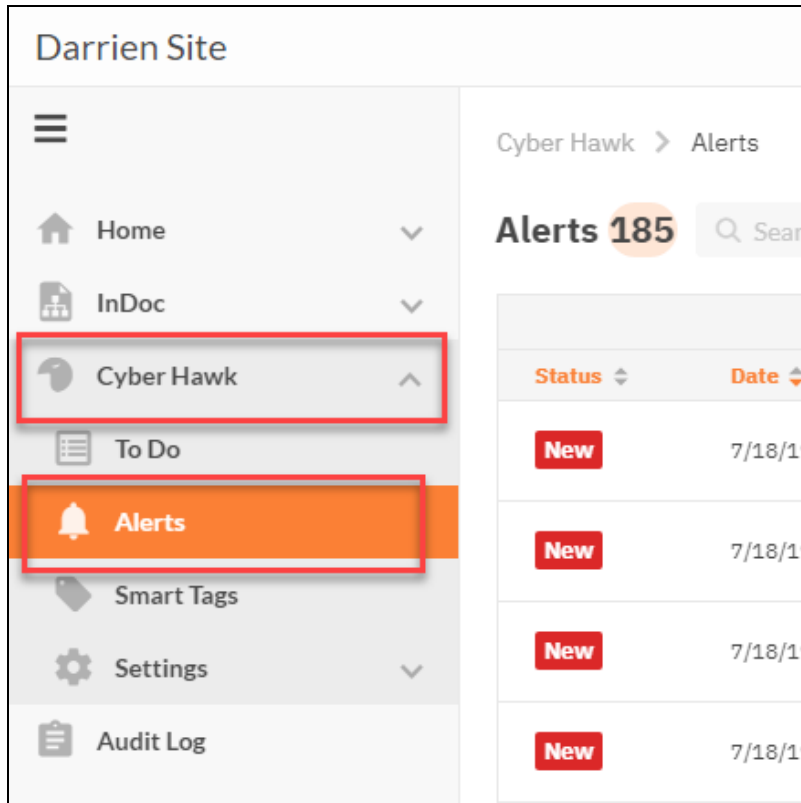 Darrien Site
Home
InDoc
Cyber Hawk
To Do
Alerts
Smart Tags
Settings
Audit Log
Cyber Hawk > Alerts
Alerts 185
Status Date
New
New
New
New